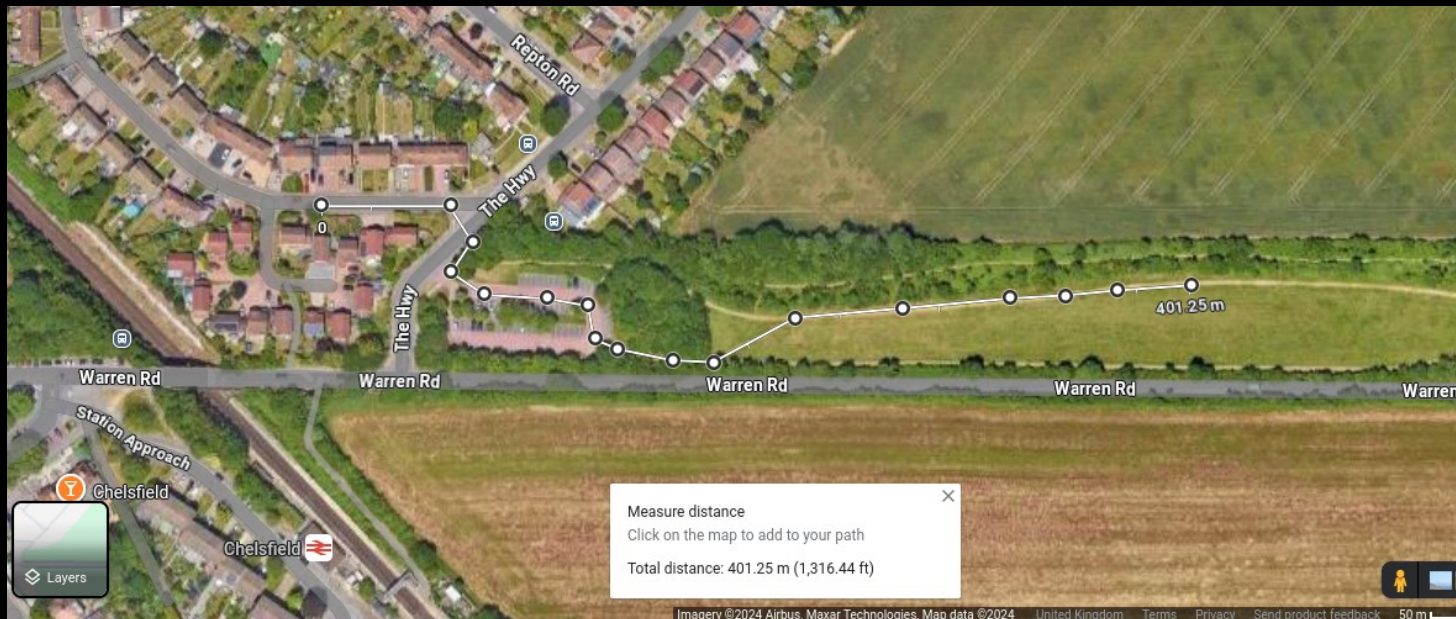 Repton Rd
The Hwy
0
The Hwy
401.25 m
Warren Rd
Warren Rd
Warren Rd
Warren Rd
Warren
Station Approach
Chelsfield
Layers
Chelsfield
Measure distance
Click on the map to add to your path
Total distance: 401.25 m (1,316.44 ft)
Imagery ©2024 Airbus, Maxar Technologies, Map data ©2024 United Kingdom Terms Privacy Send product feedback 50 m